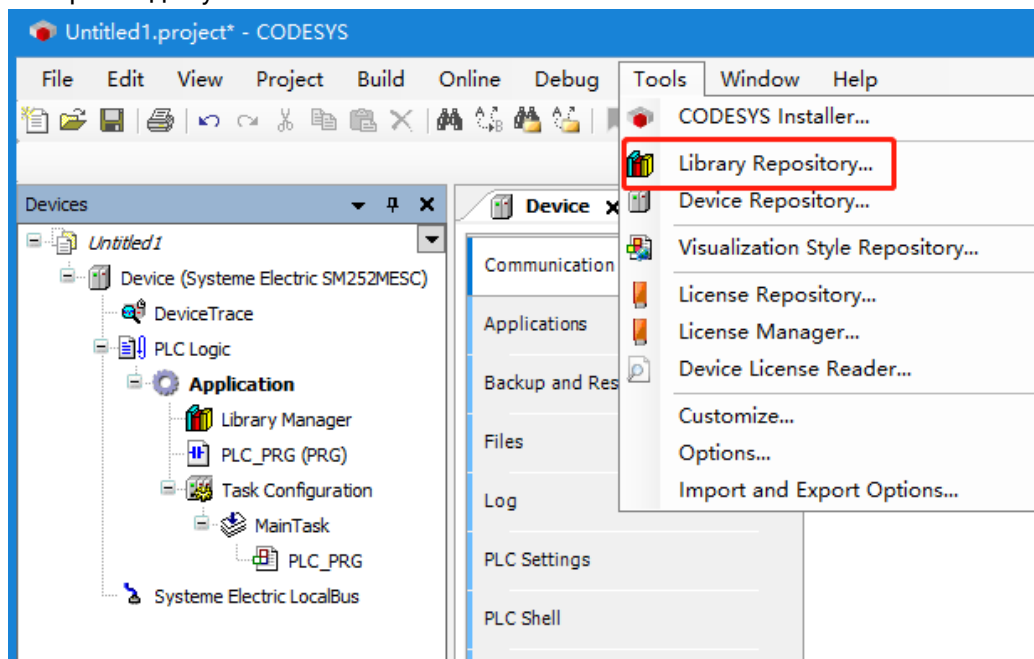 Untitled1.project* - CODESYS
File Edit View Project Build Online Debug Tools Window Help
CODESYS Installer...
Library Repository...
Device Repository...
Visualization Style Repository...
License Repository...
License Manager...
Device License Reader...
Customize...
Options...
Import and Export Options...
Devices
Untitled1
Device (Systeme Electric SM252MESC)
DeviceTrace
PLC Logic
Application
Library Manager
PLC_PRG (PRG)
Task Configuration
MainTask
PLC_PRG
Systeme Electric LocalBus
Device
Communication
Applications
Backup and Res
Files
Log
PLC Settings
PLC Shell